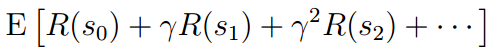 E [R(s₀) + γR(s₁) + γ²R(s₂) + ⋯]